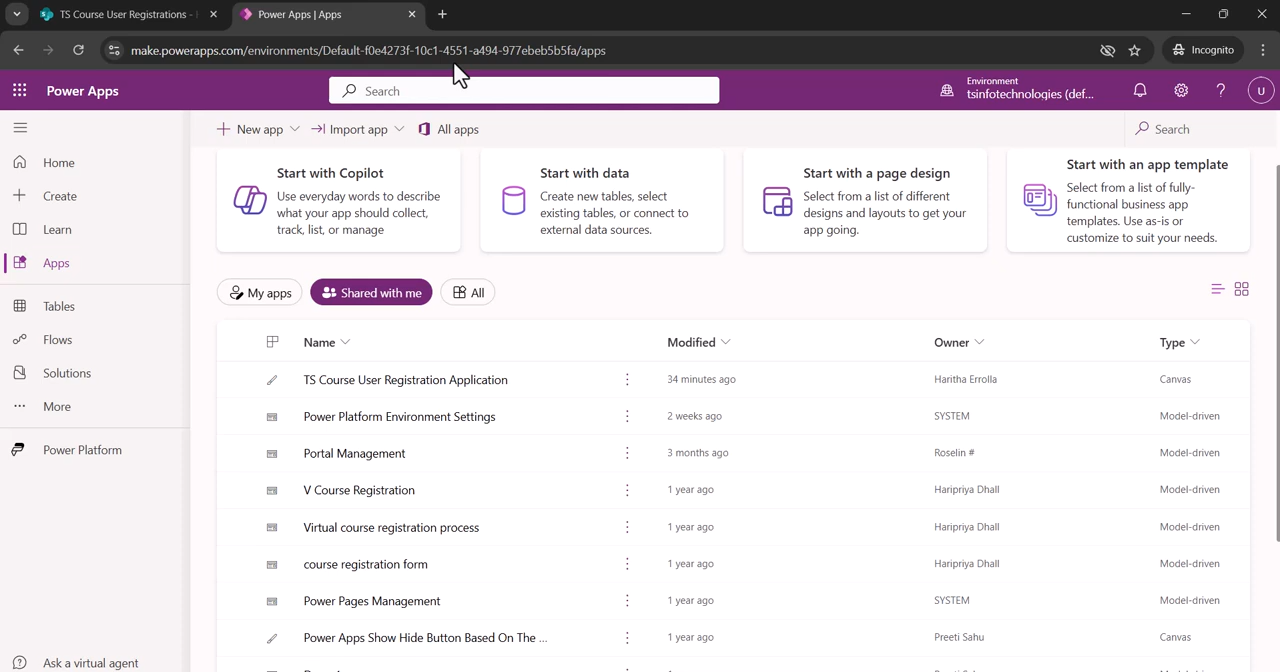 TS Course User Registrations -
Power Apps | Apps
make.powerapps.com/environments/Default-f0e4273f-10c1-4551-a494-977ebeb5b5fa/apps
Incognito
Power Apps
Search
Environment
tsinfotechnologies (def...
U
New app
Import app
All apps
Search
Home
Create
Learn
Apps
Tables
Flows
Solutions
More
Power Platform
Ask a virtual agent
Start with Copilot
Use everyday words to describe
what your app should collect,
track, list, or manage
Start with data
Create new tables, select
existing tables, or connect to
external data sources.
Start with a page design
Select from a list of different
designs and layouts to get your
app going.
Start with an app template
Select from a list of fully-
functional business app
templates. Use as-is or
customize to suit your needs.
My apps
Shared with me
All
Name Modified Owner Type
TS Course User Registration Application 34 minutes ago Haritha Errolla Canvas
Power Platform Environment Settings 2 weeks ago SYSTEM Model-driven
Portal Management 3 months ago Roselin # Model-driven
V Course Registration 1 year ago Haripriya Dhall Model-driven
Virtual course registration process 1 year ago Haripriya Dhall Model-driven
course registration form 1 year ago Haripriya Dhall Model-driven
Power Pages Management 1 year ago SYSTEM Model-driven
Power Apps Show Hide Button Based On The ... 1 year ago Preeti Sahu Canvas